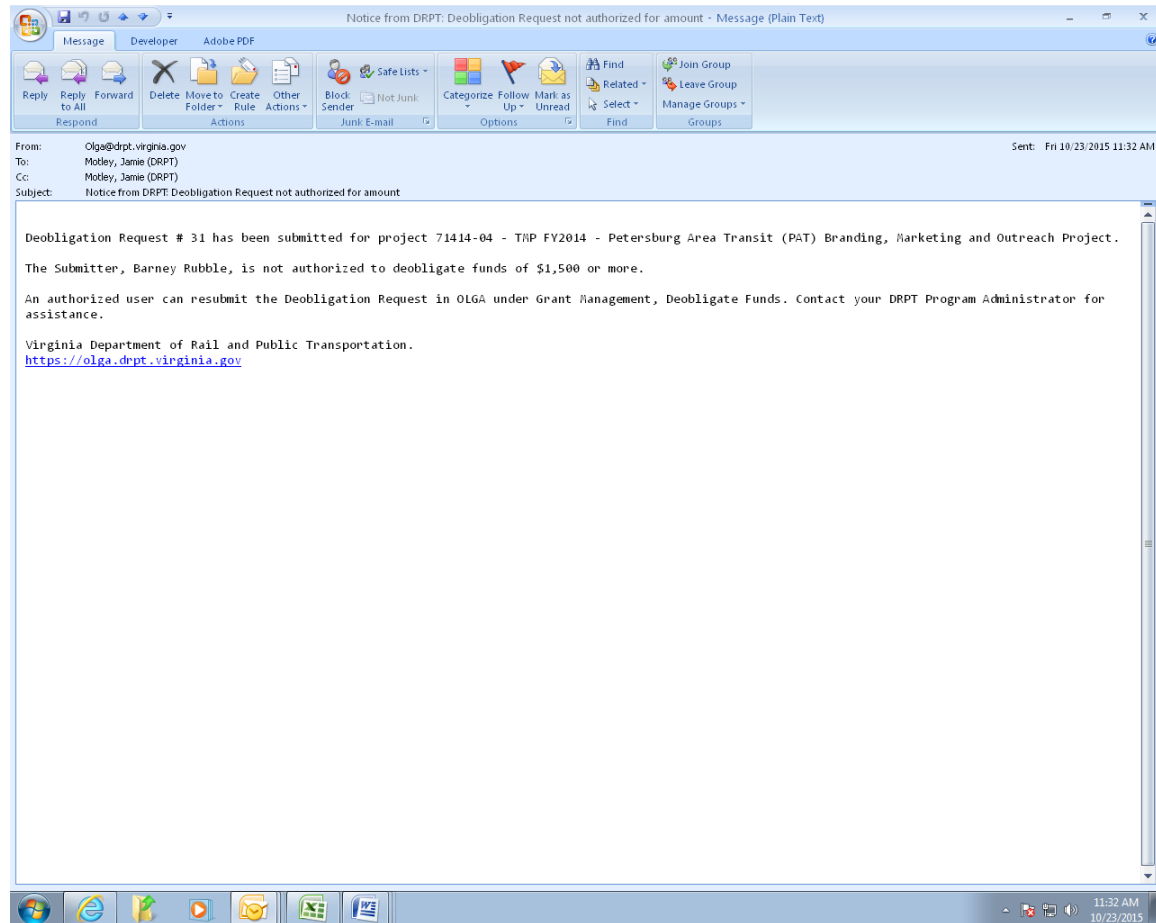 Notice from DRPT: Deobligation Request not authorized for amount - Message (Plain Text)
Message Developer Adobe PDF
Reply Reply to All Forward Delete Move to Folder Create Rule Other Actions Block Sender Safe Lists Not Junk Categorize Follow Up Mark as Unread Find Related Select Join Group Leave Group Manage Groups
Respond Actions Junk E-mail Options Find Groups
From: Olga@drpt.virginia.gov Sent: Fri 10/23/2015 11:32 AM
To: Motley, Jamie (DRPT)
Cc: Motley, Jamie (DRPT)
Subject: Notice from DRPT: Deobligation Request not authorized for amount
Deobligation Request # 31 has been submitted for project 71414-04 - TMP FY2014 - Petersburg Area Transit (PAT) Branding, Marketing and Outreach Project.
The Submitter, Barney Rubble, is not authorized to deobligate funds of $1,500 or more.
An authorized user can resubmit the Deobligation Request in OLGA under Grant Management, Deobligate Funds. Contact your DRPT Program Administrator for
assistance.
Virginia Department of Rail and Public Transportation.
https://olga.drpt.virginia.gov
11:32 AM
10/23/2015